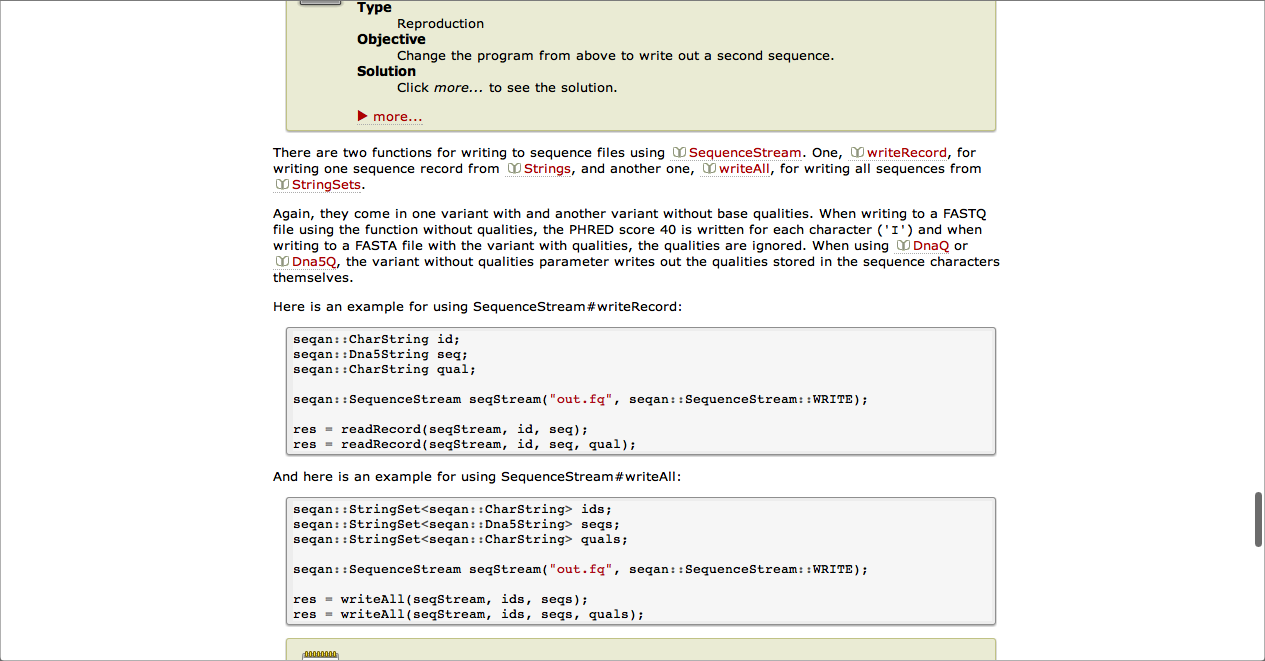 Type
Reproduction
Objective
Change the program from above to write out a second sequence.
Solution
Click more... to see the solution.
more...
There are two functions for writing to sequence files using SequenceStream. One, writeRecord, for
writing one sequence record from Strings, and another one, writeAll, for writing all sequences from
StringSets.
Again, they come in one variant with and another variant without base qualities. When writing to a FASTQ
file using the function without qualities, the PHRED score 40 is written for each character ('I') and when
writing to a FASTA file with the variant with qualities, the qualities are ignored. When using DnaQ or
Dna5Q, the variant without qualities parameter writes out the qualities stored in the sequence characters
themselves.
Here is an example for using SequenceStream#writeRecord:
seqan::CharString id;
seqan::Dna5String seq;
seqan::CharString qual;
seqan::SequenceStream seqStream("out.fq", seqan::SequenceStream::WRITE);
res = readRecord(seqStream, id, seq);
res = readRecord(seqStream, id, seq, qual);
And here is an example for using SequenceStream#writeAll:
seqan::StringSet<seqan::CharString> ids;
seqan::StringSet<seqan::Dna5String> seqs;
seqan::StringSet<seqan::CharString> quals;
seqan::SequenceStream seqStream("out.fq", seqan::SequenceStream::WRITE);
res = writeAll(seqStream, ids, seqs);
res = writeAll(seqStream, ids, seqs, quals);